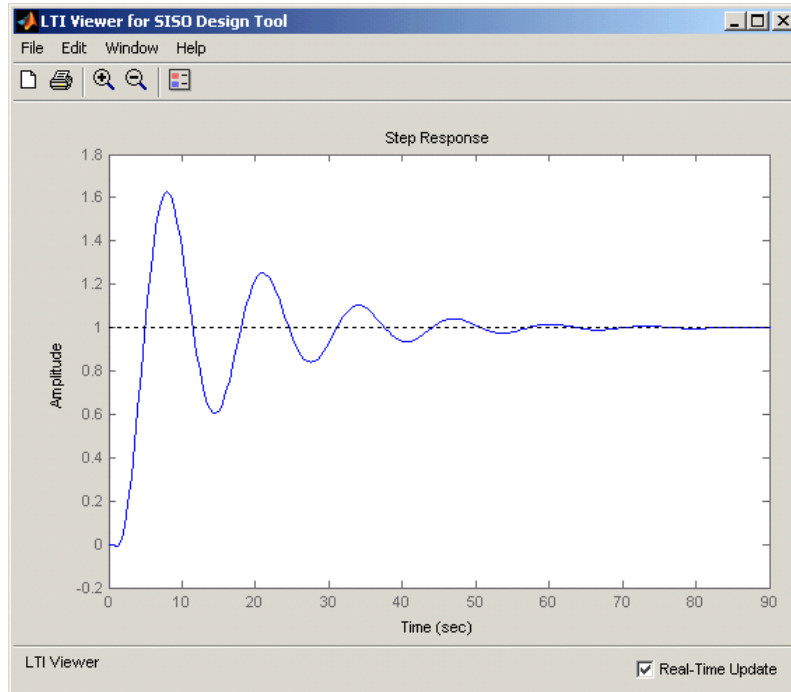 LTI Viewer for SISO Design Tool
File Edit Window Help
Step Response
1.8
1.6
1.4
1.2
1
0.8
0.6
0.4
0.2
0
-0.2
Amplitude
0 10 20 30 40 50 60 70 80 90
Time (sec)
LTI Viewer
Real-Time Update